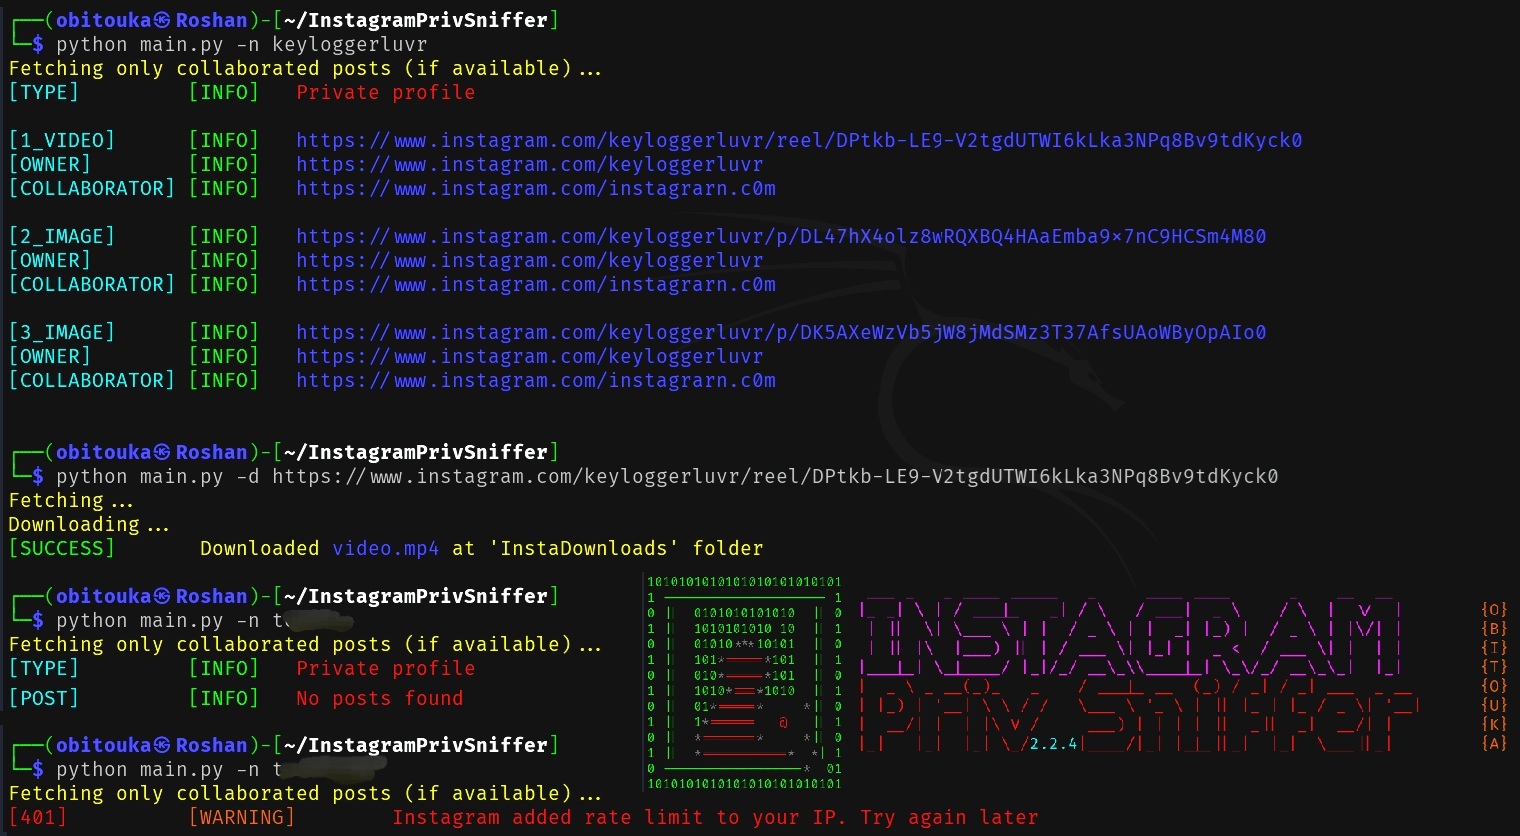 (obitouka㉿Roshan)-[~/InstagramPrivSniffer]
$ python main.py -n keyloggerluvr
Fetching only collaborated posts (if available)...
[TYPE] [INFO] Private profile
[1_VIDEO] [INFO] https://www.instagram.com/keyloggerluvr/reel/DPtkb-LE9-V2tgdUTWI6kLka3NPq8Bv9tdKyck0
[OWNER] [INFO] https://www.instagram.com/keyloggerluvr
[COLLABORATOR] [INFO] https://www.instagram.com/instagrarn.c0m
[2_IMAGE] [INFO] https://www.instagram.com/keyloggerluvr/p/DL47hX4olz8wRQXBQ4HAaEmba9×7nC9HCSm4M80
[OWNER] [INFO] https://www.instagram.com/keyloggerluvr
[COLLABORATOR] [INFO] https://www.instagram.com/instagrarn.c0m
[3_IMAGE] [INFO] https://www.instagram.com/keyloggerluvr/p/DK5AXeWzVb5jW8jMdSMz3T37AfsUAoWByOpAIo0
[OWNER] [INFO] https://www.instagram.com/keyloggerluvr
[COLLABORATOR] [INFO] https://www.instagram.com/instagrarn.c0m
(obitouka㉿Roshan)-[~/InstagramPrivSniffer]
$ python main.py -d https://www.instagram.com/keyloggerluvr/reel/DPtkb-LE9-V2tgdUTWI6kLka3NPq8Bv9tdKyck0
Fetching...
Downloading...
[SUCCESS] Downloaded video.mp4 at 'InstaDownloads' folder
(obitouka㉿Roshan)-[~/InstagramPrivSniffer]
$ python main.py -n
Fetching only collaborated posts (if available)...
[TYPE] [INFO] Private profile
[POST] [INFO] No posts found
(obitouka㉿Roshan)-[~/InstagramPrivSniffer]
$ python main.py -n
Fetching only collaborated posts (if available)...
[401] [WARNING] Instagram added rate limit to your IP. Try again later
INSTAGRAM
Priv Sniffer
2.2.4
{O}
{B}
{I}
{T}
{O}
{U}
{K}
{A}